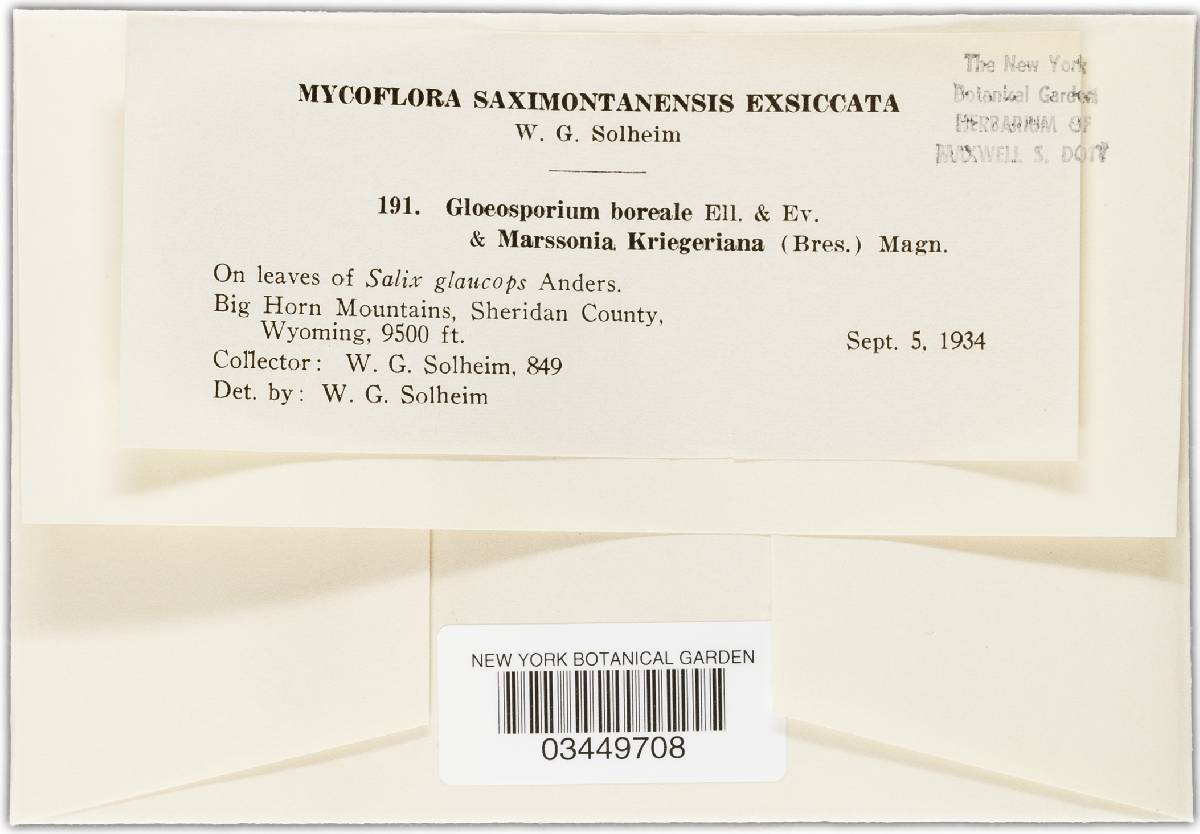 The New York
Botanical Garden
HERBARIUM OF
MAXWELL S. DOTY
MYCOFLORA SAXIMONTANENSIS EXSICCATA
W. G. Solheim
191. Gloeosporium boreale Ell. & Ev.
& Marssonia Kriegeriana (Bres.) Magn.
On leaves of Salix glaucops Anders.
Big Horn Mountains, Sheridan County,
Wyoming, 9500 ft.
Sept. 5, 1934
Collector: W. G. Solheim, 849
Det. by: W. G. Solheim
NEW YORK BOTANICAL GARDEN
03449708